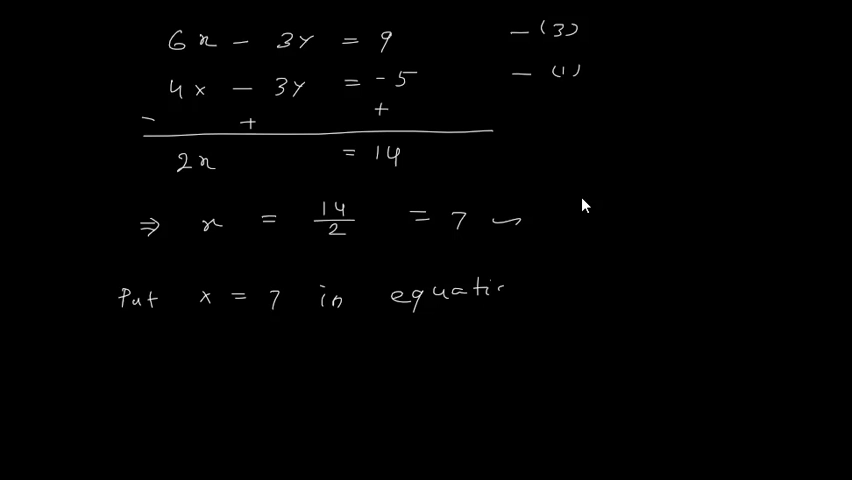 6x - 3y = 9 - (3)
4x - 3y = -5 - (1)
- + +
2x = 14
⇒ x = 14/2 = 7
Put x = 7 in equatio